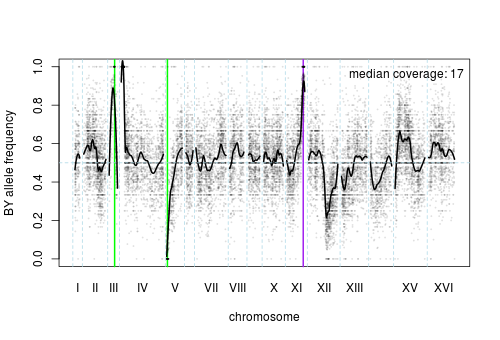 median coverage: 17
BY allele frequency
1.0
0.8
0.6
0.4
0.2
0.0
I II III IV V VII VIII X XI XII XIII XV XVI
chromosome